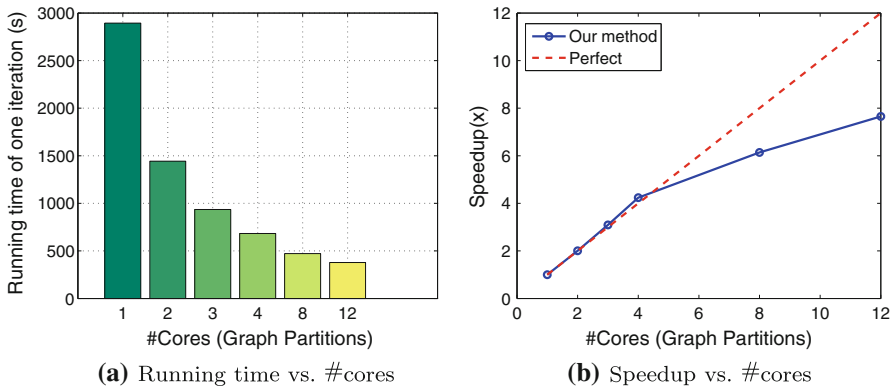 3000
2500
2000
1500
1000
500
0
Running time of one iteration (s)
1 2 3 4 8 12
#Cores (Graph Partitions)
(a) Running time vs. #cores
12
10
8
6
4
2
0
Speedup(x)
Our method
Perfect
0 2 4 6 8 10 12
#Cores (Graph Partitions)
(b) Speedup vs. #cores